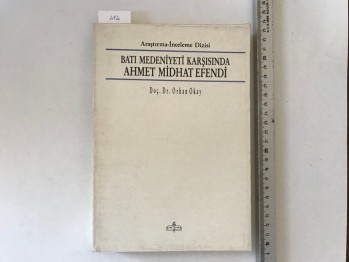 Araştırma-İnceleme Dizisi
BATI MEDENİYETİ KARŞISINDA
AHMET MİDHAT EFENDİ
Doç. Dr. Orhan Okay